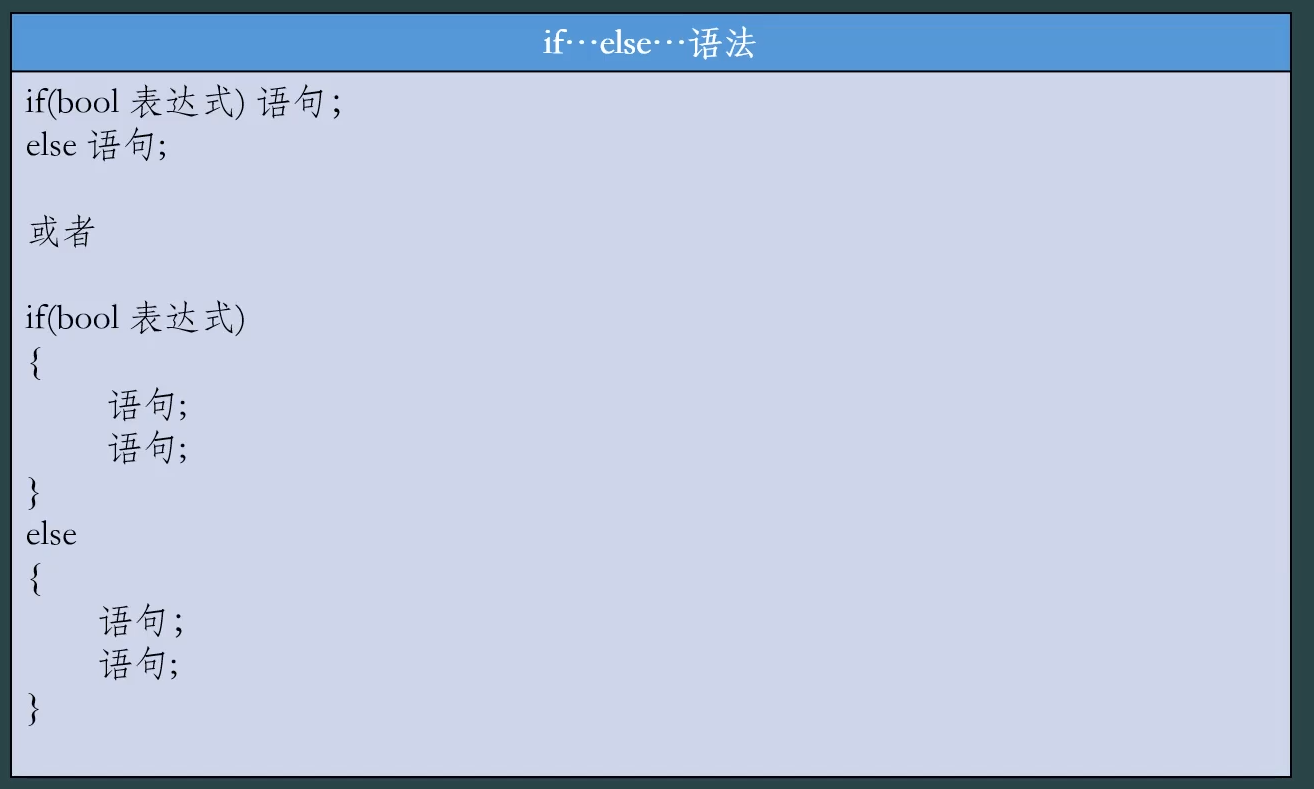 if…else…语法
if(bool 表达式) 语句；
else 语句;
或者
if(bool 表达式)
{
语句;
语句;
}
else
{
语句；
语句;
}